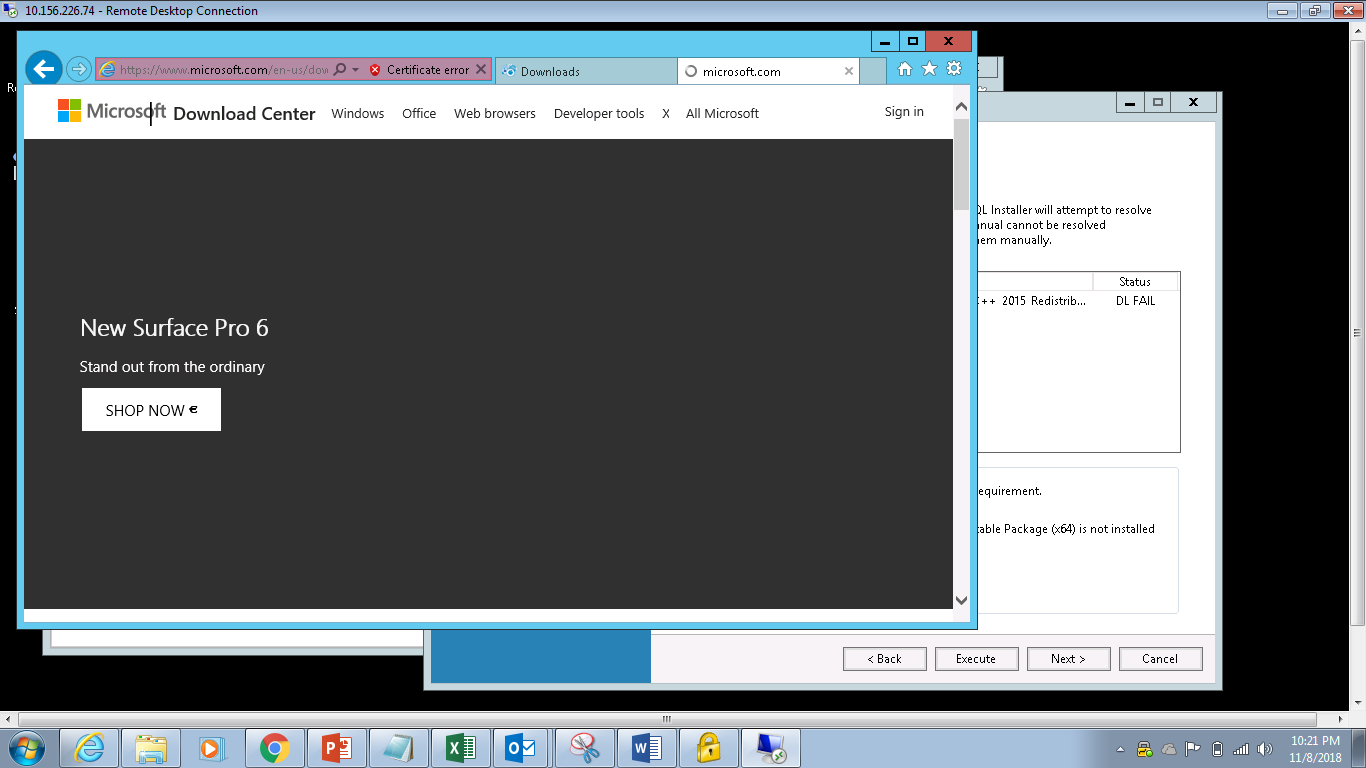 10.156.226.74 - Remote Desktop Connection
https://www.microsoft.com/en-us/dow
Certificate error
Downloads
microsoft.com
Microsoft
Download Center
Windows
Office
Web browsers
Developer tools
X
All Microsoft
Sign in
New Surface Pro 6
Stand out from the ordinary
SHOP NOW
QL Installer will attempt to resolve
nual cannot be resolved
em manually.
Status
C++ 2015 Redistrib...
DL FAIL
equirement.
table Package (x64) is not installed
< Back
Execute
Next >
Cancel
10:21 PM
11/8/2018